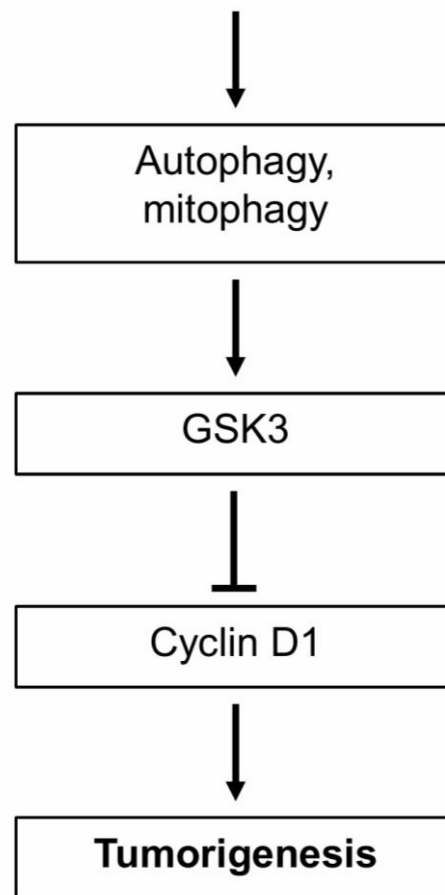 Autophagy,
mitophagy
GSK3
Cyclin D1
Tumorigenesis